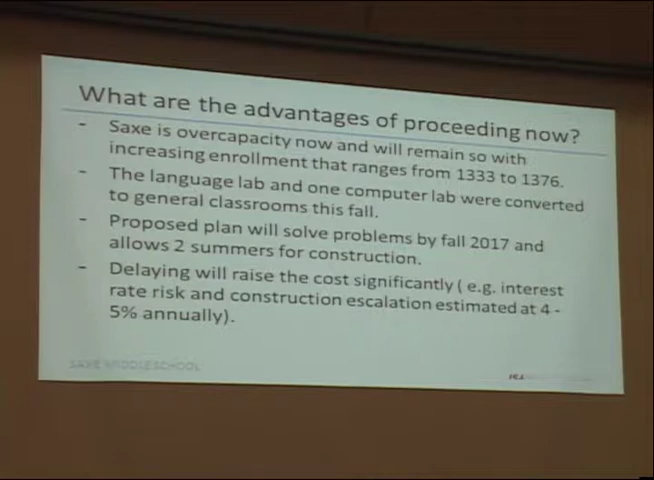 What are the advantages of proceeding now?
- Saxe is overcapacity now and will remain so with
increasing enrollment that ranges from 1333 to 1376.
- The language lab and one computer lab were converted
to general classrooms this fall.
- Proposed plan will solve problems by fall 2017 and
allows 2 summers for construction.
- Delaying will raise the cost significantly ( e.g. interest
rate risk and construction escalation estimated at 4 -
5% annually).
SAXE MIDDLE SCHOOL